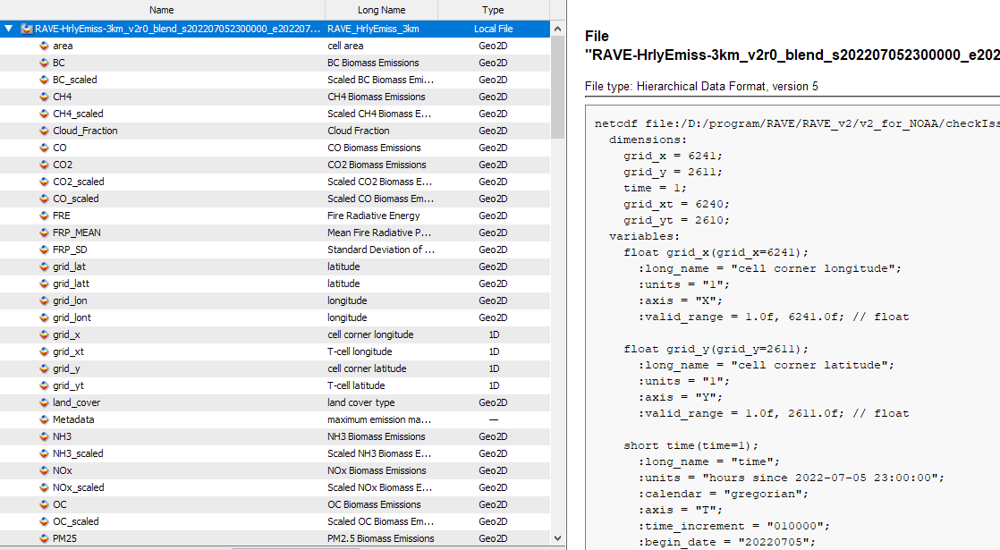 Name Long Name Type
RAVE-HrlyEmiss-3km_v2r0_blend_s202207052300000_e202207... RAVE_HrlyEmiss_3km Local File
area cell area Geo2D
BC BC Biomass Emissions Geo2D
BC_scaled Scaled BC Biomass Emi... Geo2D
CH4 CH4 Biomass Emissions Geo2D
CH4_scaled Scaled CH4 Biomass E... Geo2D
Cloud_Fraction Cloud Fraction Geo2D
CO CO Biomass Emissions Geo2D
CO2 CO2 Biomass Emissions Geo2D
CO2_scaled Scaled CO2 Biomass E... Geo2D
CO_scaled Scaled CO Biomass Em... Geo2D
FRE Fire Radiative Energy Geo2D
FRP_MEAN Mean Fire Radiative P... Geo2D
FRP_SD Standard Deviation of ... Geo2D
grid_lat latitude Geo2D
grid_latt latitude Geo2D
grid_lon longitude Geo2D
grid_lont longitude Geo2D
grid_x cell corner longitude 1D
grid_xt T-cell longitude 1D
grid_y cell corner latitude 1D
grid_yt T-cell latitude 1D
land_cover land cover type Geo2D
Metadata maximum emission ma... —
NH3 NH3 Biomass Emissions Geo2D
NH3_scaled Scaled NH3 Biomass E... Geo2D
NOx NOx Biomass Emissions Geo2D
NOx_scaled Scaled NOx Biomass E... Geo2D
OC OC Biomass Emissions Geo2D
OC_scaled Scaled OC Biomass Em... Geo2D
PM25 PM2.5 Biomass Emissions Geo2D
File
"RAVE-HrlyEmiss-3km_v2r0_blend_s202207052300000_e202
File type: Hierarchical Data Format, version 5
netcdf file:/D:/program/RAVE/RAVE_v2/v2_for_NOAA/checkIss
dimensions:
grid_x = 6241;
grid_y = 2611;
time = 1;
grid_xt = 6240;
grid_yt = 2610;
variables:
float grid_x(grid_x=6241);
:long_name = "cell corner longitude";
:units = "1";
:axis = "X";
:valid_range = 1.0f, 6241.0f; // float
float grid_y(grid_y=2611);
:long_name = "cell corner latitude";
:units = "1";
:axis = "Y";
:valid_range = 1.0f, 2611.0f; // float
short time(time=1);
:long_name = "time";
:units = "hours since 2022-07-05 23:00:00";
:calendar = "gregorian";
:axis = "T";
:time_increment = "010000";
:begin_date = "20220705";